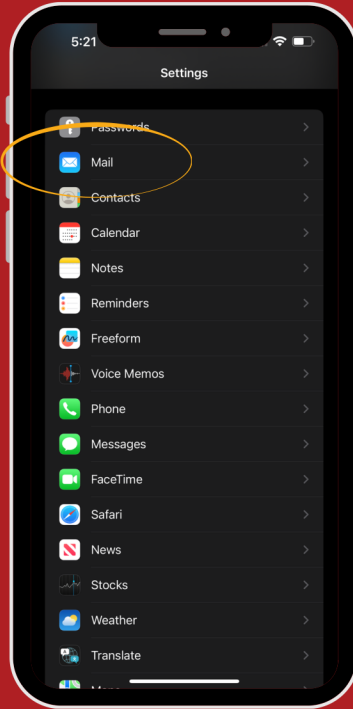 5:21
Settings
Passwords
Mail
Contacts
Calendar
Notes
Reminders
Freeform
Voice Memos
Phone
Messages
FaceTime
Safari
News
Stocks
Weather
Translate
Maps